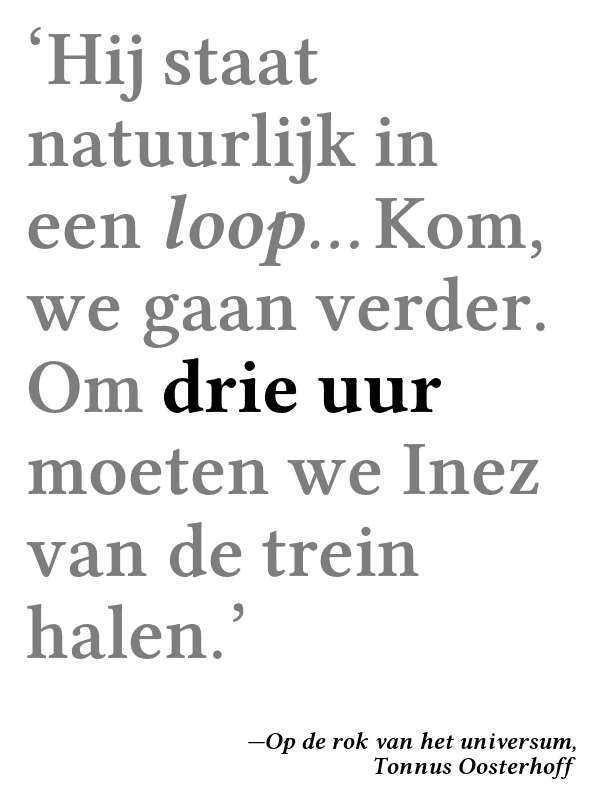 ‘Hij staat
natuurlijk in
een loop… Kom,
we gaan verder.
Om drie uur
moeten we Inez
van de trein
halen.’
—Op de rok van het universum,
Tonnus Oosterhoff